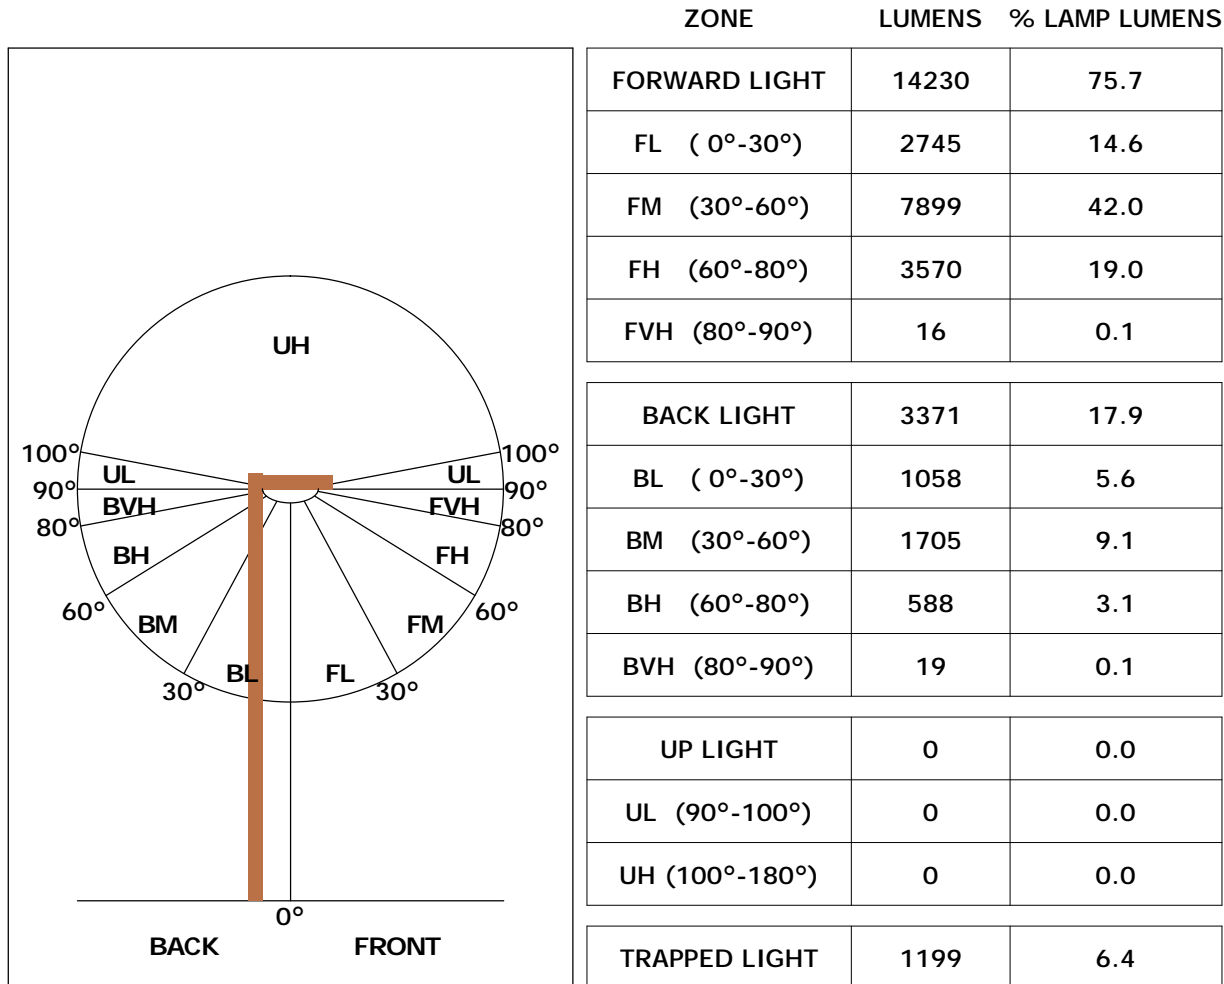 ZONE LUMENS % LAMP LUMENS
FORWARD LIGHT 14230 75.7
FL ( 0°-30°) 2745 14.6
FM (30°-60°) 7899 42.0
FH (60°-80°) 3570 19.0
FVH (80°-90°) 16 0.1
BACK LIGHT 3371 17.9
BL ( 0°-30°) 1058 5.6
BM (30°-60°) 1705 9.1
BH (60°-80°) 588 3.1
BVH (80°-90°) 19 0.1
UP LIGHT 0 0.0
UL (90°-100°) 0 0.0
UH (100°-180°) 0 0.0
TRAPPED LIGHT 1199 6.4
UH
100° 100°
UL UL
90° 90°
BVH FVH
80° 80°
BH FH
60° 60°
BM FM
BL FL
30° 30°
0°
BACK FRONT